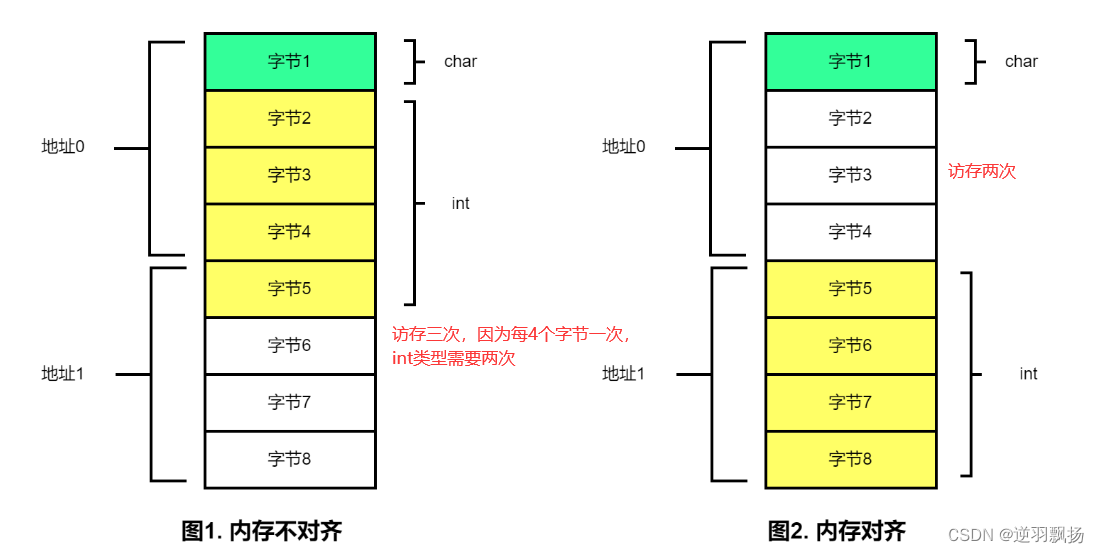 字节1
char
字节2
字节3
地址0
字节4
int
字节5
字节6
访存三次，因为每4个字节一次，
int类型需要两次
地址1
字节7
字节8
图1. 内存不对齐
字节1
char
字节2
地址0
字节3
访存两次
字节4
字节5
字节6
地址1
字节7
int
字节8
图2. 内存对齐
CSDN @逆羽飘扬